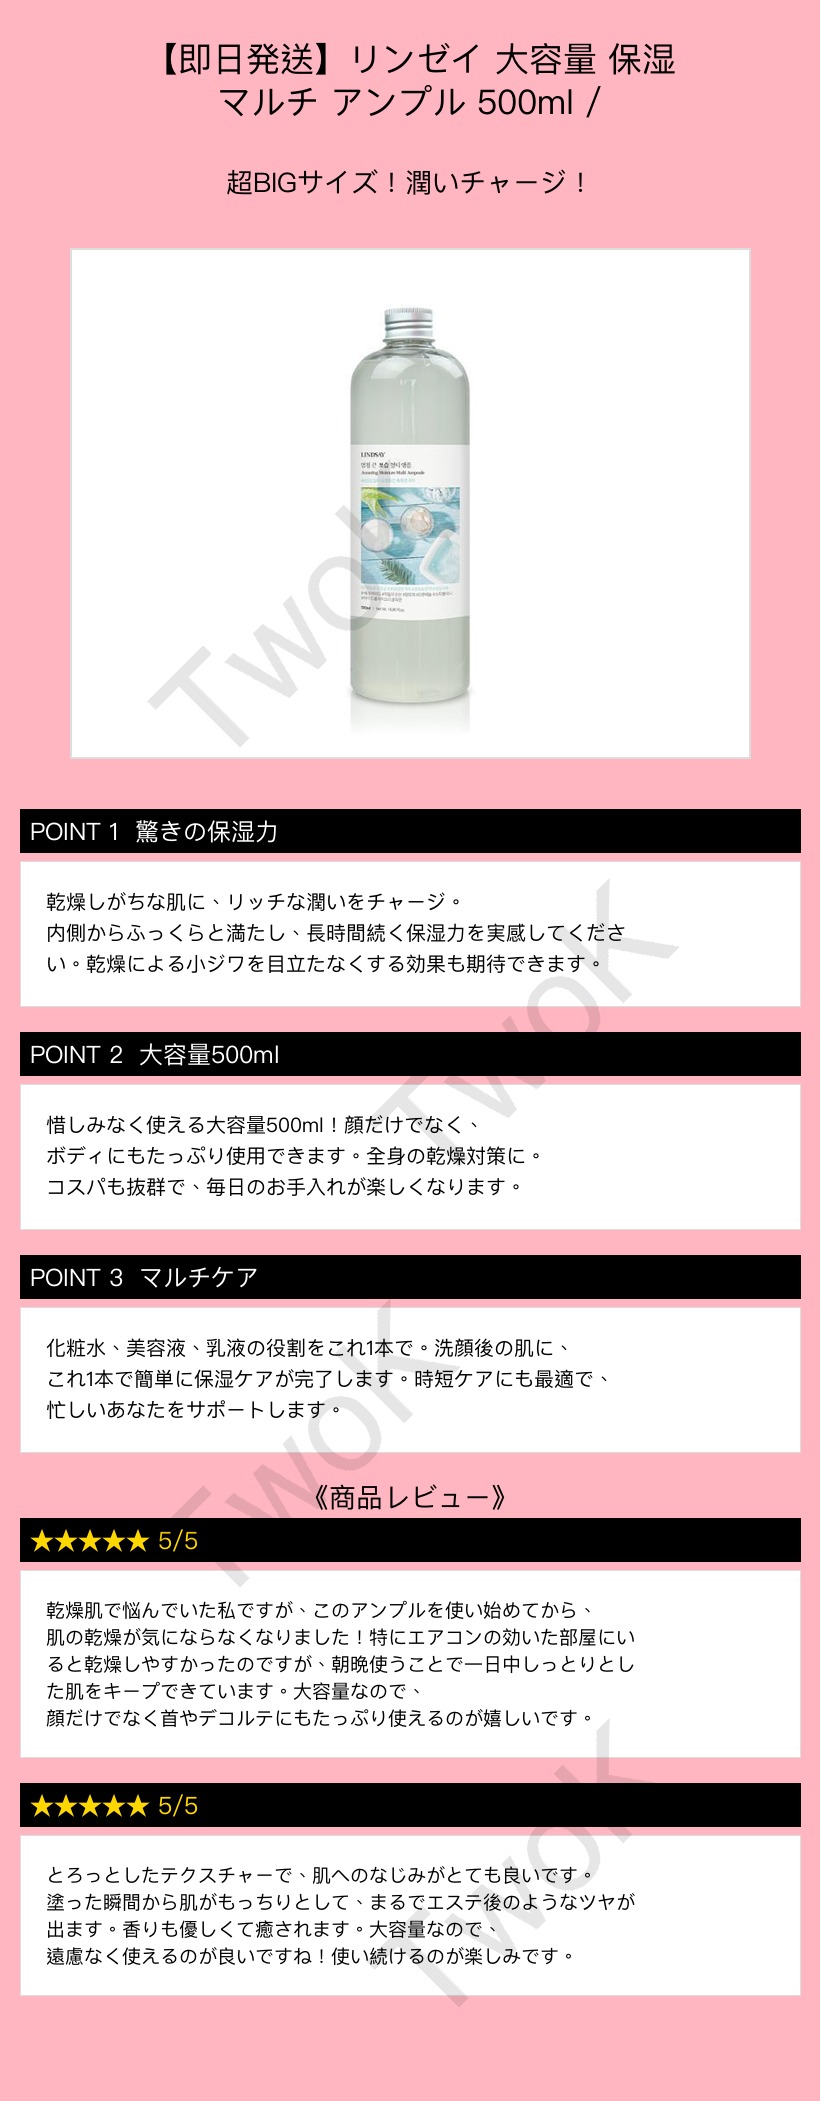 【即日発送】リンゼイ 大容量 保湿
マルチ アンプル 500ml /
超BIGサイズ！潤いチャージ！
LINDSAY
멈칫 큰 보습 멀티앰플
Amazing Moisture Multi Ampoule
TwoK
POINT 1 驚きの保湿力
乾燥しがちな肌に、リッチな潤いをチャージ。
内側からふっくらと満たし、長時間続く保湿力を実感してくださ
い。乾燥による小ジワを目立たなくする効果も期待できます。
TwoK
POINT 2 大容量500ml
惜しみなく使える大容量500ml！顔だけでなく、
ボディにもたっぷり使用できます。全身の乾燥対策に。
コスパも抜群で、毎日のお手入れが楽しくなります。
POINT 3 マルチケア
化粧水、美容液、乳液の役割をこれ1本で。洗顔後の肌に、
これ1本で簡単に保湿ケアが完了します。時短ケアにも最適で、
忙しいあなたをサポートします。
TwoK
《商品レビュー》
★★★★★ 5/5
乾燥肌で悩んでいた私ですが、このアンプルを使い始めてから、
肌の乾燥が気にならなくなりました！特にエアコンの効いた部屋にい
ると乾燥しやすかったのですが、朝晩使うことで一日中しっとりとし
た肌をキープできています。大容量なので、
顔だけでなく首やデコルテにもたっぷり使えるのが嬉しいです。
★★★★★ 5/5
とろっとしたテクスチャーで、肌へのなじみがとても良いです。
塗った瞬間から肌がもっちりとして、まるでエステ後のようなツヤが
出ます。香りも優しくて癒されます。大容量なので、
遠慮なく使えるのが良いですね！使い続けるのが楽しみです。
TwoK